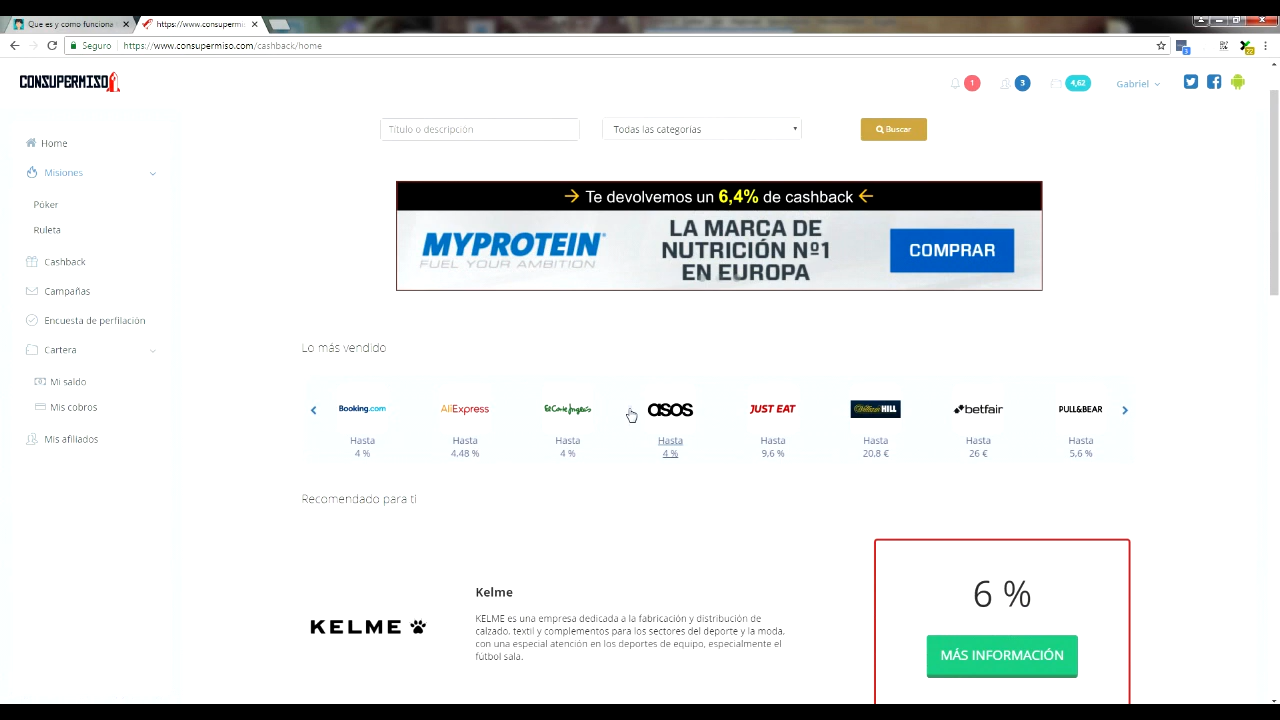 Que es y como funciona
https://www.consupermis
Seguro
https://www.consupermiso.com/cashback/home
CONSUPERMISO
1
3
4,62
Gabriel
Título o descripción
Todas las categorías
Buscar
Home
Misiones
Póker
Ruleta
Cashback
Campañas
Encuesta de perfilación
Cartera
Mi saldo
Mis cobros
Mis afiliados
→ Te devolvemos un 6,4% de cashback ←
MYPROTEIN
FUEL YOUR AMBITION
LA MARCA DE
NUTRICIÓN Nº1
EN EUROPA
COMPRAR
Lo más vendido
Booking.com
AliExpress
El Corte Inglés
asos
JUST EAT
William HILL
betfair
PULL&BEAR
Hasta
4 %
Hasta
4,48 %
Hasta
4 %
Hasta
4 %
Hasta
9,6 %
Hasta
20,8 €
Hasta
26 €
Hasta
5,6 %
Recomendado para ti
KELME
Kelme
KELME es una empresa dedicada a la fabricación y distribución de
calzado, textil y complementos para los sectores del deporte y la moda,
con una especial atención en los deportes de equipo, especialmente el
fútbol sala.
6 %
MÁS INFORMACIÓN